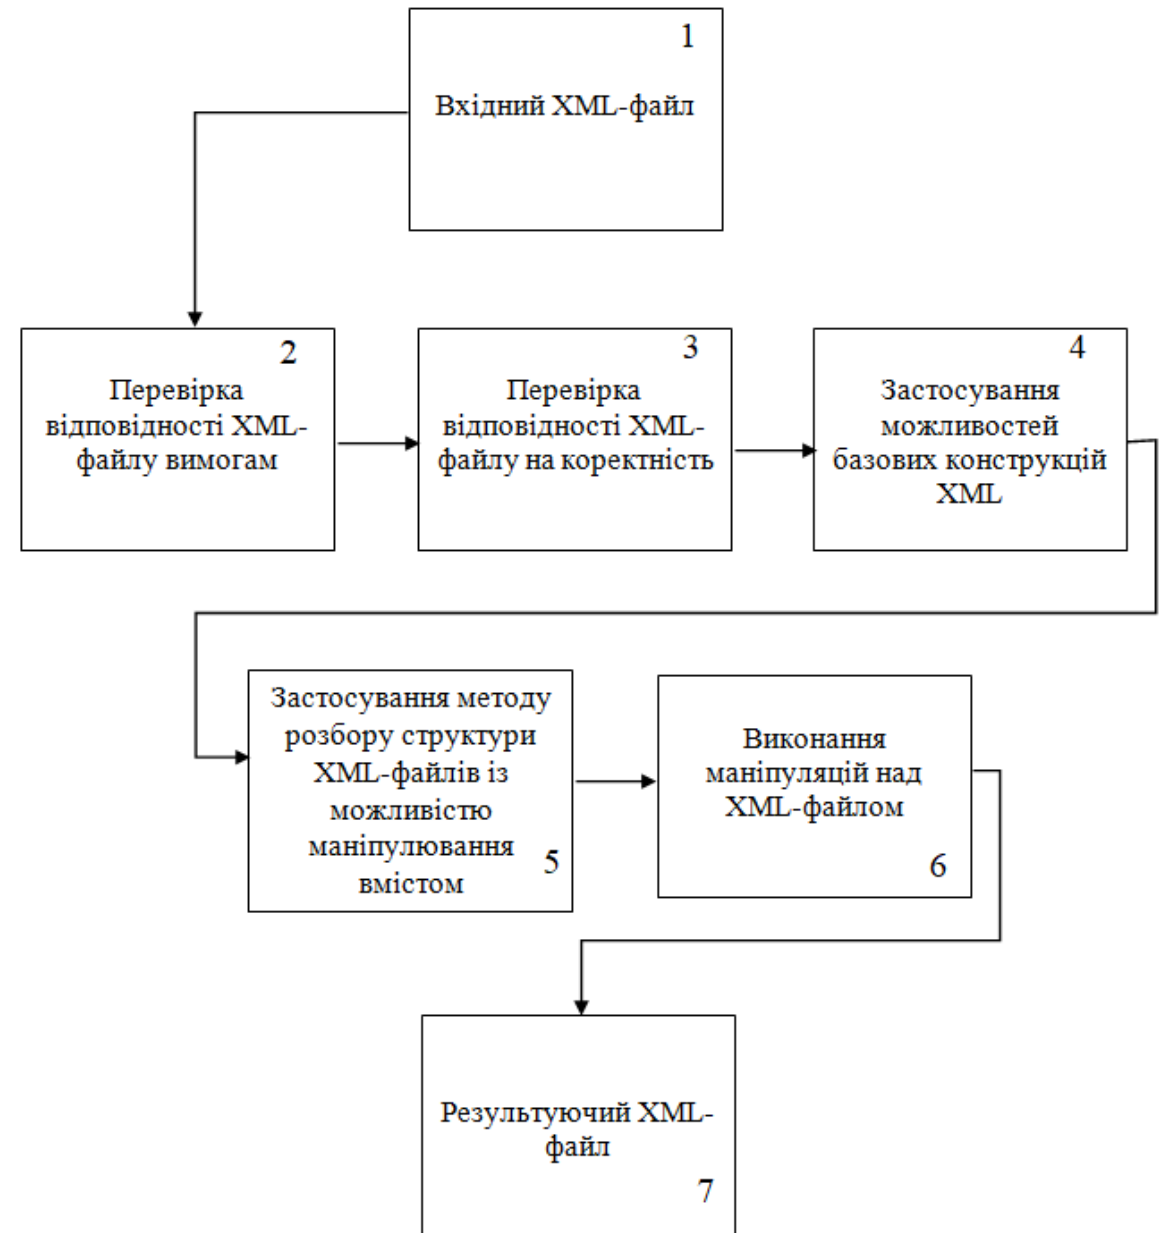 1
Вхідний XML-файл
2
Перевірка
відповідності XML-
файлу вимогам
3
Перевірка
відповідності XML-
файлу на коректність
4
Застосування
можливостей
базових конструкцій
XML
Застосування методу
розбору структури
XML-файлів із
можливістю
маніпулювання
вмістом
5
Виконання
маніпуляцій над
XML-файлом
6
Результуючий XML-
файл
7